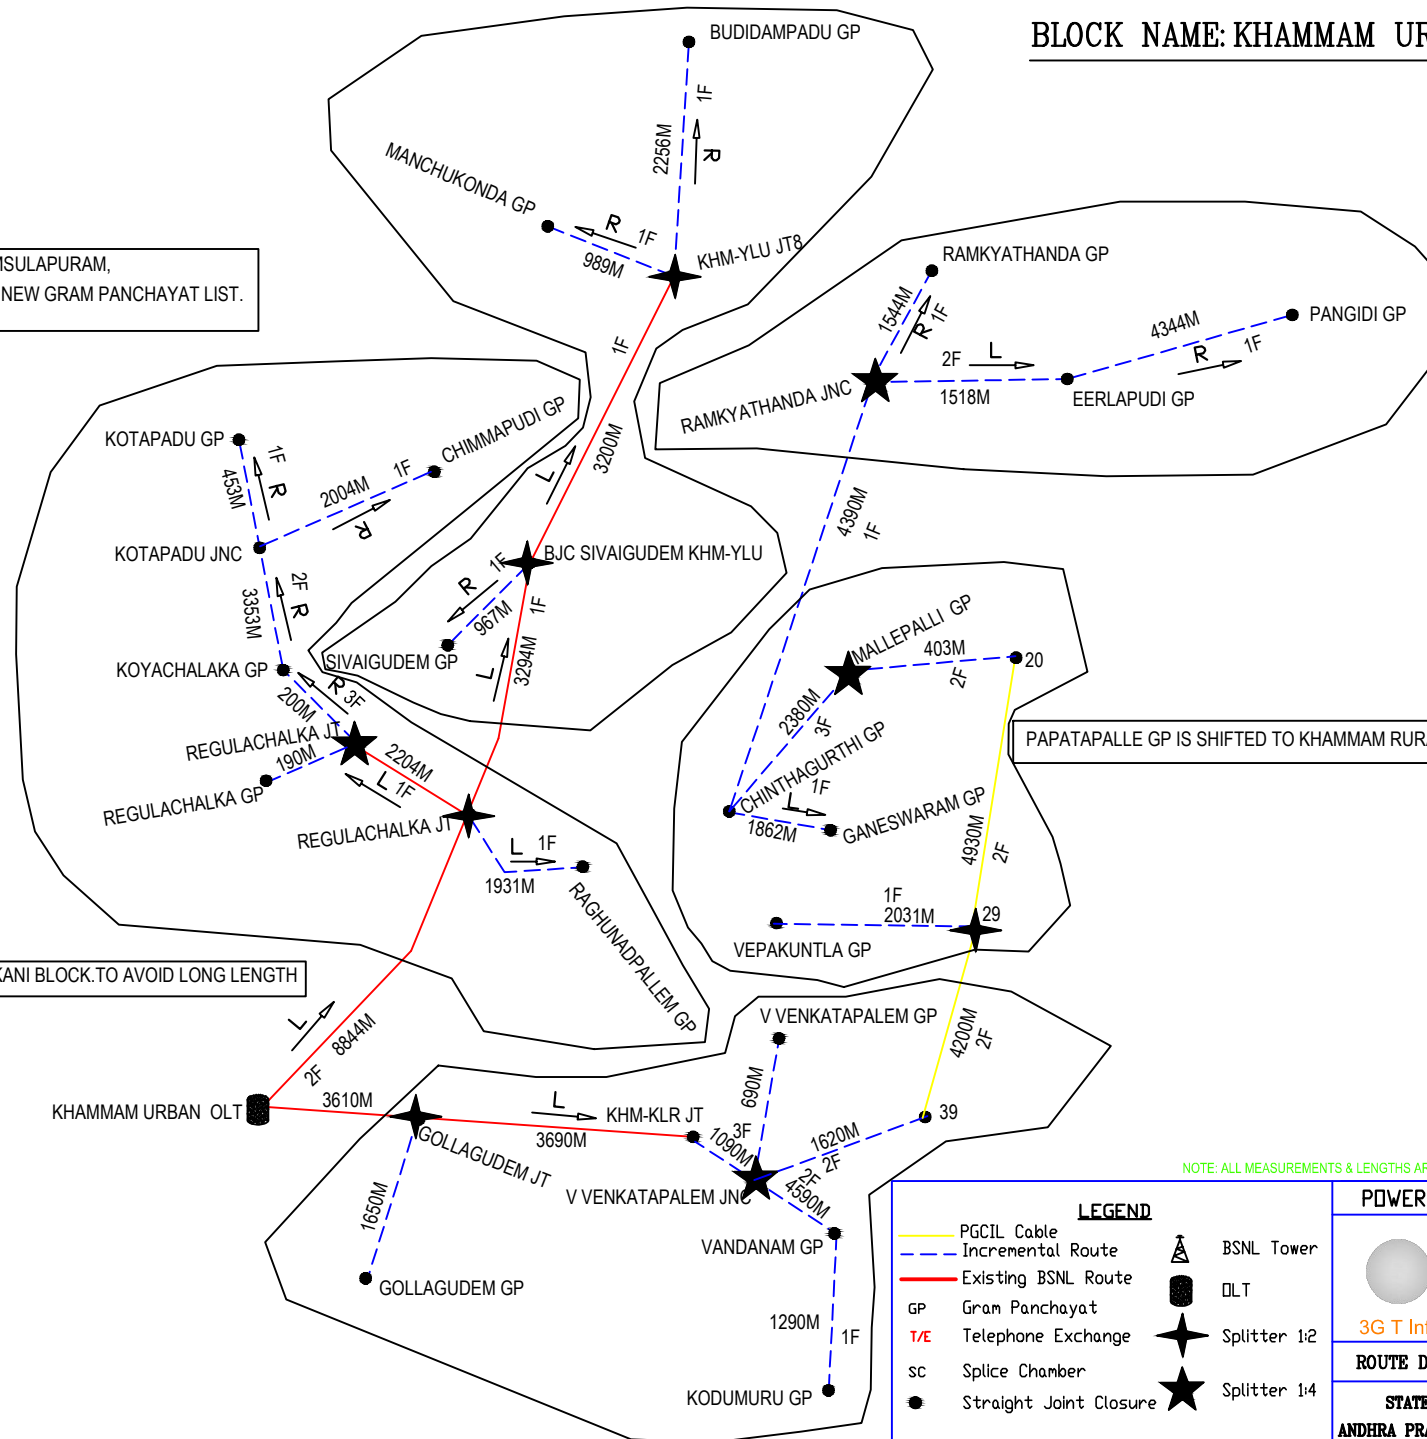 BLOCK NAME: KHAMMAM
BUDIDAMPADU GP
1F
2256M
R
MANCHUKONDA GP
R
1F
989M
KHM-YLU JT8
NEW GRAM PANCHAYAT LIST.
RAMKYATHANDA GP
1544M
R
1F
PANGIDI GP
4344M
R
1F
2F
L
1518M
EERLAPUDI GP
RAMKYATHANDA JNC
1F
3200M
L
KOTAPADU GP
CHIMMAPUDI GP
1F
R
453M
2004M
1F
R
KOTAPADU JNC
4390M
1F
BJC SIVAIGUDEM KHM-YLU
R
1F
967M
1F
2F
R
3353M
SIVAIGUDEM GP
L
3294M
KOYACHALAKA GP
R
3F
200M
MALLEPALLI GP
403M
2F
20
2380M
3F
REGULACHALKA JT
190M
2204M
L
1F
REGULACHALKA GP
PAPATAPALLE GP IS SHIFTED TO KHAMMAM
CHINTHAGURTHI GP
L
1F
1862M
GANESWARAM GP
REGULACHALKA JT
L
1F
1931M
RAGHUNADPALLEM GP
4930M
2F
1F
2031M
29
VEPAKUNTLA GP
BLOCK.TO AVOID LONG LENGTH
V VENKATAPALEM GP
4200M
2F
L
8844M
2F
KHAMMAM URBAN OLT
3610M
L
KHM-KLR JT
690M
39
GOLLAGUDEM JT
3690M
3F
1090M
1620M
2F
2F
4590M
V VENKATAPALEM JNC
1650M
VANDANAM GP
GOLLAGUDEM GP
1290M
1F
KODUMURU GP
NOTE: ALL MEASUREMENTS & LENGTHS
LEGEND
PGCIL Cable
Incremental Route
Existing BSNL Route
GP Gram Panchayat
T/E Telephone Exchange
SC Splice Chamber
Straight Joint Closure
BSNL Tower
OLT
Splitter 1:2
Splitter 1:4
POWER
3G T
ROUTE
STATE
ANDHRA